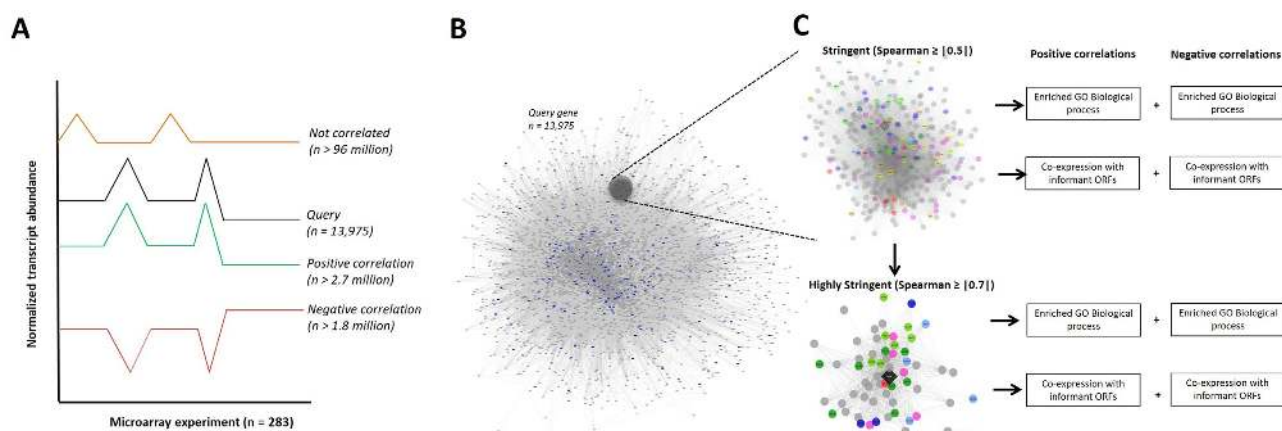 A
Normalized transcript abundance
Not correlated
(n > 96 million)
Query
(n = 13,975)
Positive correlation
(n > 2.7 million)
Negative correlation
(n > 1.8 million)
Microarray experiment (n = 283)
B
Query gene
n = 13,975
C
Stringent (Spearman ≥ |0.5|)
Positive correlations
Negative correlations
Enriched GO Biological
process
+
Enriched GO Biological
process
Co-expression with
informant ORFs
+
Co-expression with
informant ORFs
Highly Stringent (Spearman ≥ |0.7|)
Enriched GO Biological
process
+
Enriched GO Biological
process
Co-expression with
informant ORFs
+
Co-expression with
informant ORFs